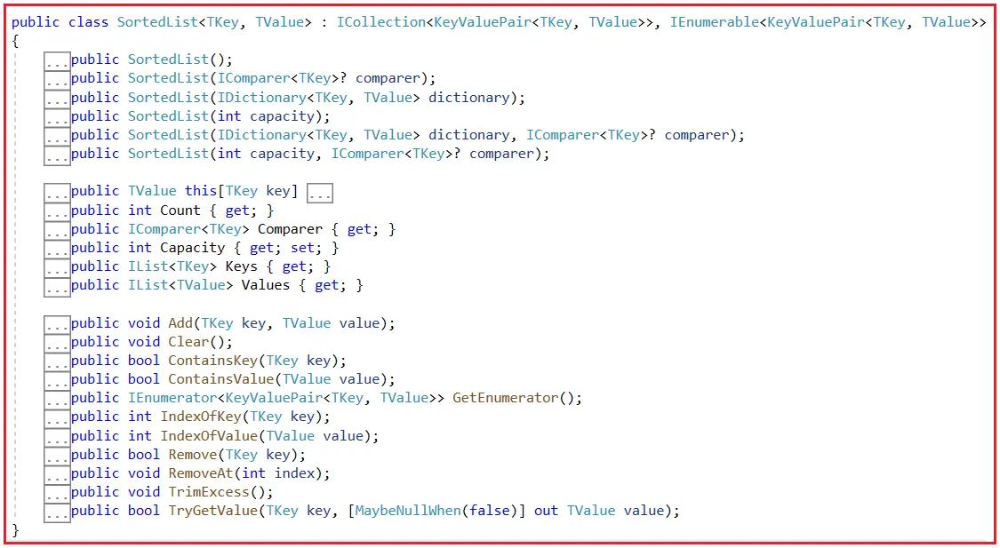 public class SortedList<TKey, TValue> : ICollection<KeyValuePair<TKey, TValue>>, IEnumerable<KeyValuePair<TKey, TValue>>
{
...public SortedList();
...public SortedList(IComparer<TKey>? comparer);
...public SortedList(IDictionary<TKey, TValue> dictionary);
...public SortedList(int capacity);
...public SortedList(IDictionary<TKey, TValue> dictionary, IComparer<TKey>? comparer);
...public SortedList(int capacity, IComparer<TKey>? comparer);
...public TValue this[TKey key] ...
...public int Count { get; }
...public IComparer<TKey> Comparer { get; }
...public int Capacity { get; set; }
...public IList<TKey> Keys { get; }
...public IList<TValue> Values { get; }
...public void Add(TKey key, TValue value);
...public void Clear();
...public bool ContainsKey(TKey key);
...public bool ContainsValue(TValue value);
...public IEnumerator<KeyValuePair<TKey, TValue>> GetEnumerator();
...public int IndexOfKey(TKey key);
...public int IndexOfValue(TValue value);
...public bool Remove(TKey key);
...public void RemoveAt(int index);
...public void TrimExcess();
...public bool TryGetValue(TKey key, [MaybeNullWhen(false)] out TValue value);
}